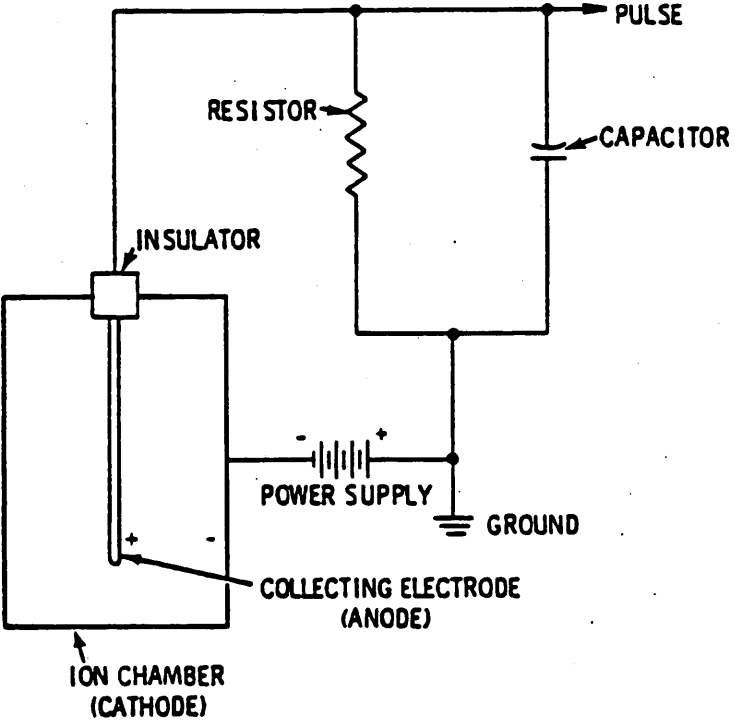 PULSE
RESISTOR
CAPACITOR
INSULATOR
- +
POWER SUPPLY
GROUND
+ -
COLLECTING ELECTRODE
(ANODE)
ION CHAMBER
(CATHODE)